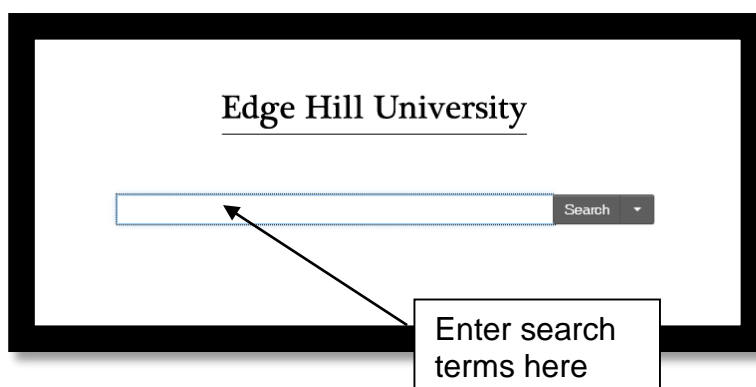 Edge Hill University
Search
Enter search
terms here